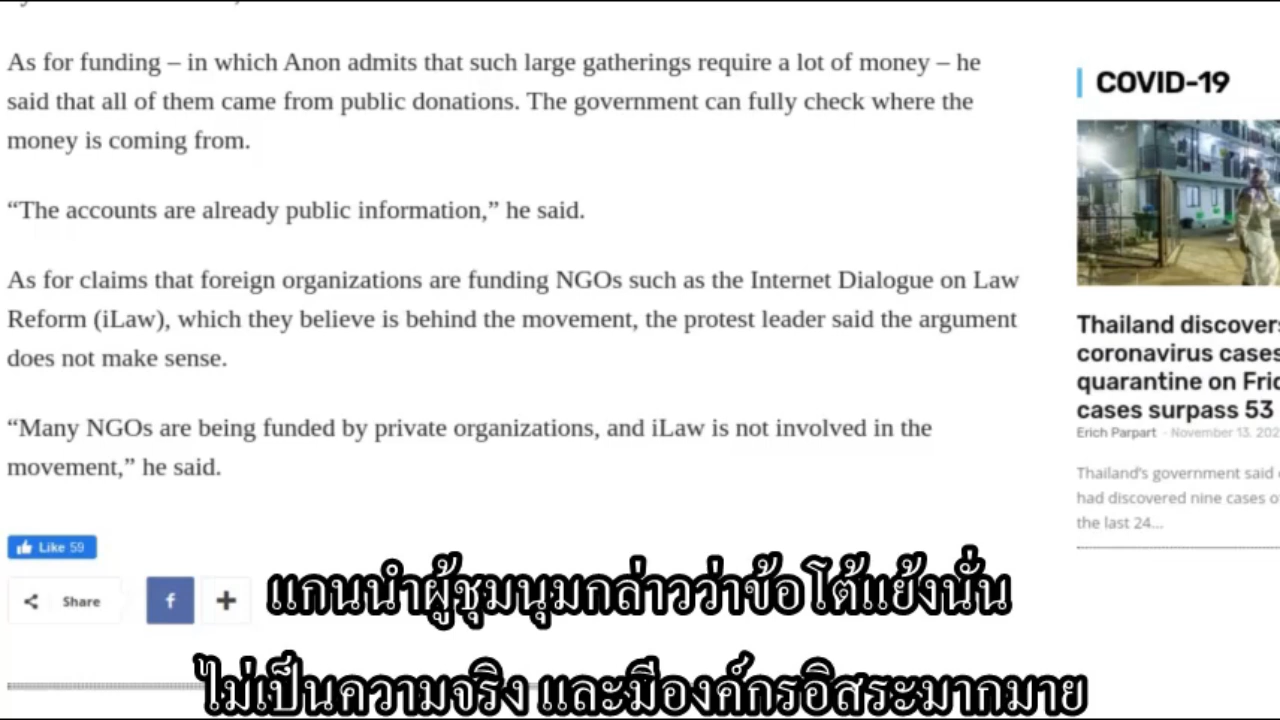 As for funding – in which Anon admits that such large gatherings require a lot of money – he
said that all of them came from public donations. The government can fully check where the
money is coming from.
“The accounts are already public information,” he said.
As for claims that foreign organizations are funding NGOs such as the Internet Dialogue on Law
Reform (iLaw), which they believe is behind the movement, the protest leader said the argument
does not make sense.
“Many NGOs are being funded by private organizations, and iLaw is not involved in the
movement,” he said.
Like 59
Share
COVID-19
Thailand discovers
coronavirus cases
quarantine on
cases surpass 53
Erich Parpart - November 13,
Thailand's government said
had discovered nine cases
the last 24...
แกนนำผู้ชุมนุมกล่าวว่าข้อโต้แย้งนั่น
ไม่เป็นความจริง และมีองค์กรอิสระมากมาย